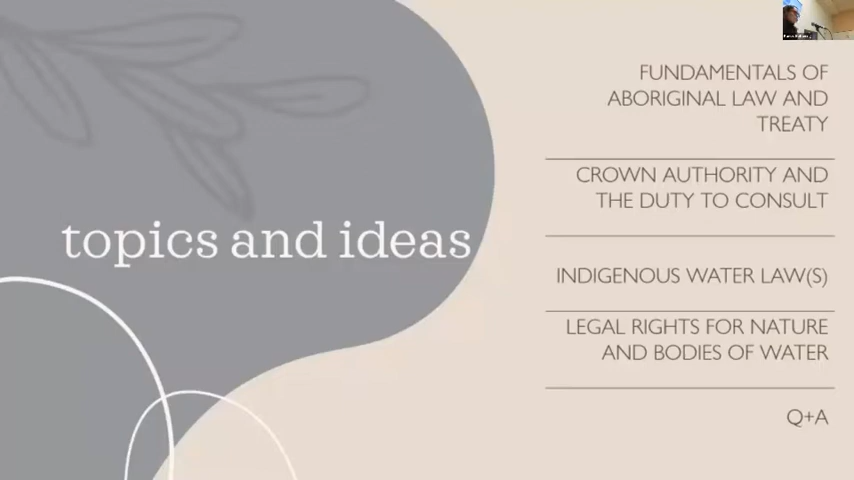 topics and ideas
FUNDAMENTALS OF
ABORIGINAL LAW AND
TREATY
CROWN AUTHORITY AND
THE DUTY TO CONSULT
INDIGENOUS WATER LAW(S)
LEGAL RIGHTS FOR NATURE
AND BODIES OF WATER
Q+A